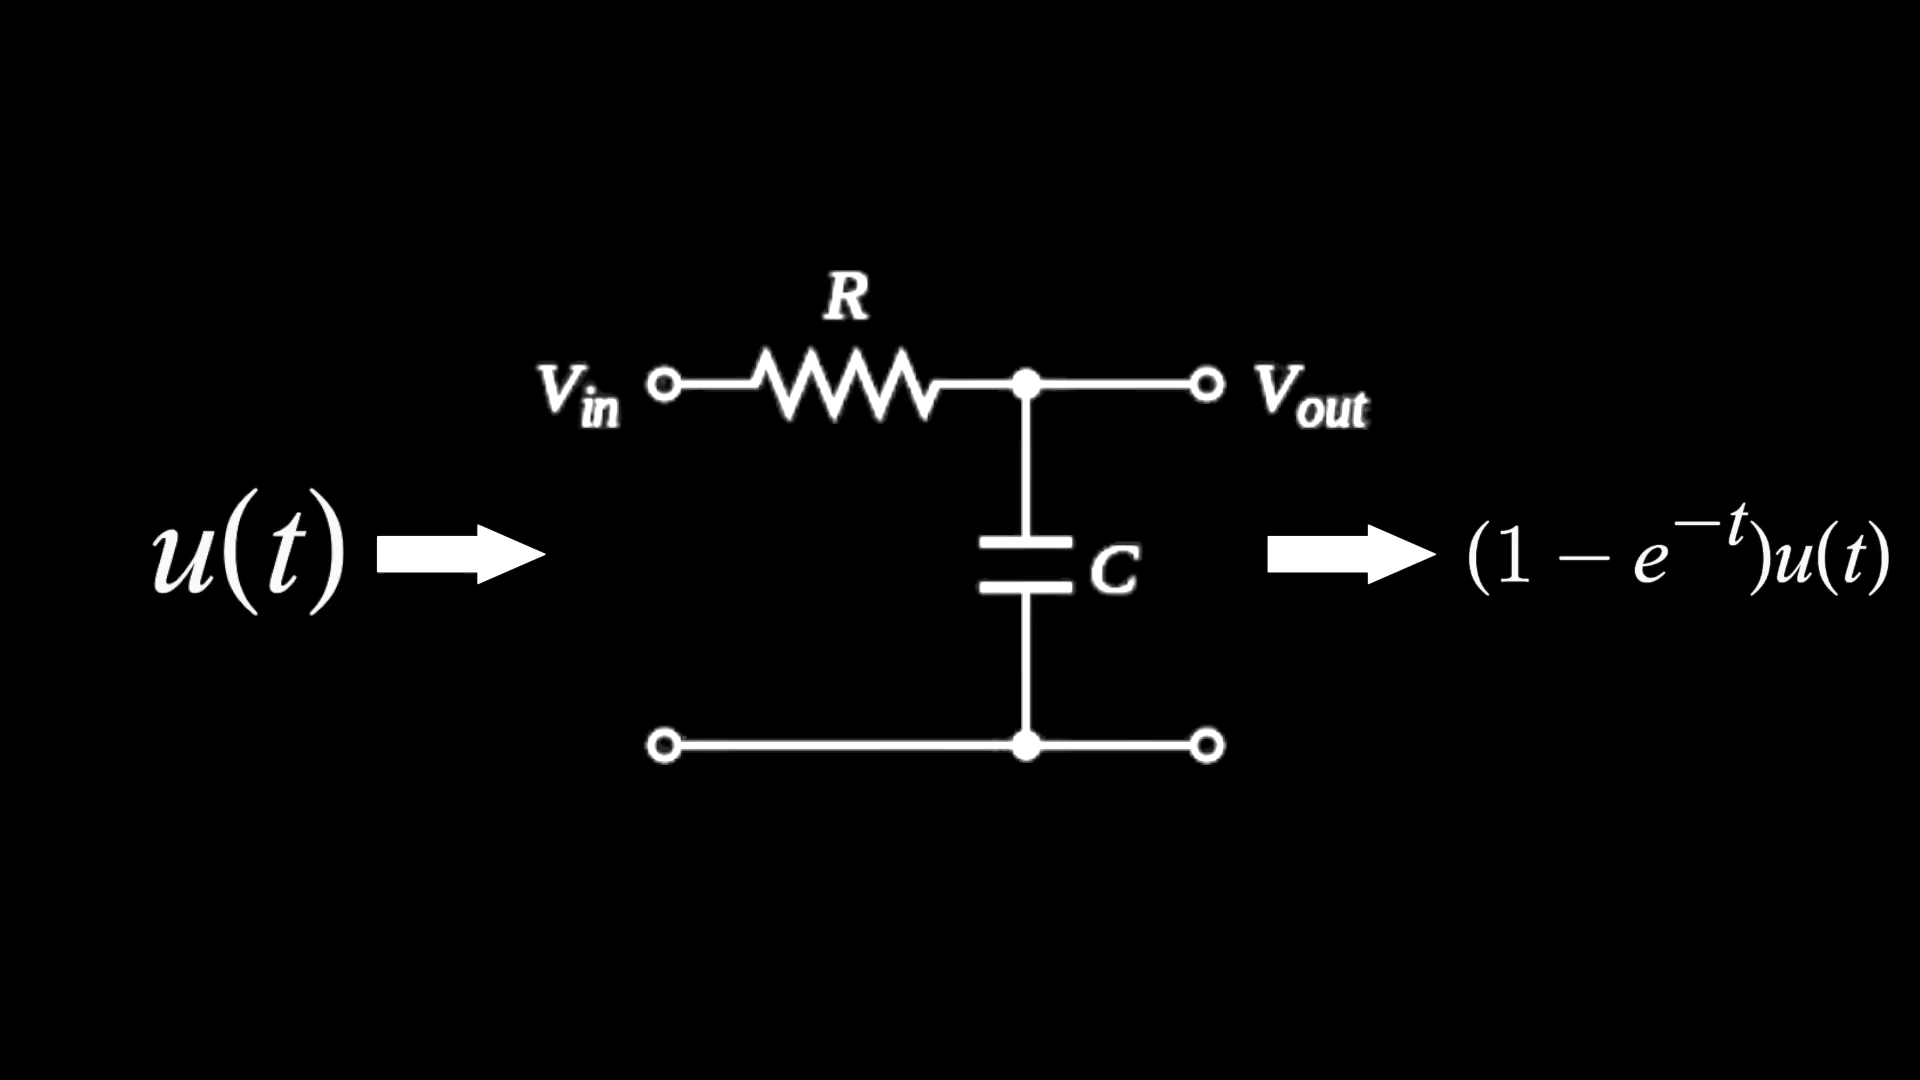 R
V_in
V_out
u(t)
C
(1 − e^−t)u(t)